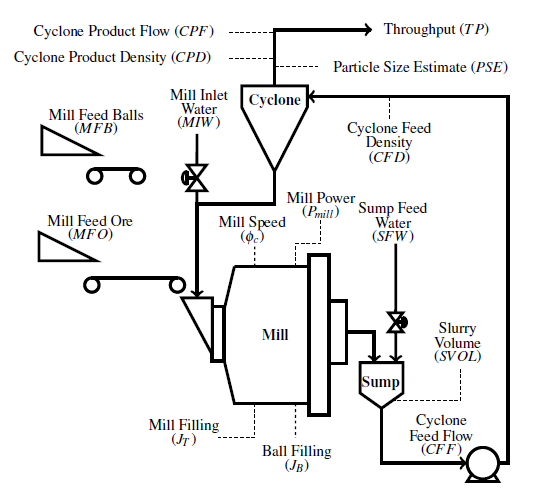 Cyclone Product Flow (CPF)
Throughput (TP)
Cyclone Product Density (CPD)
Particle Size Estimate (PSE)
Mill Inlet
Water
(MIW)
Cyclone
Mill Feed Balls
(MFB)
Cyclone Feed
Density
(CFD)
Mill Power
(Pmill)
Sump Feed
Water
(SFW)
Mill Feed Ore
(MFO)
Mill Speed
(ϕc)
Mill
Slurry
Volume
(SVOL)
Sump
Mill Filling
(JT)
Ball Filling
(JB)
Cyclone
Feed Flow
(CFF)